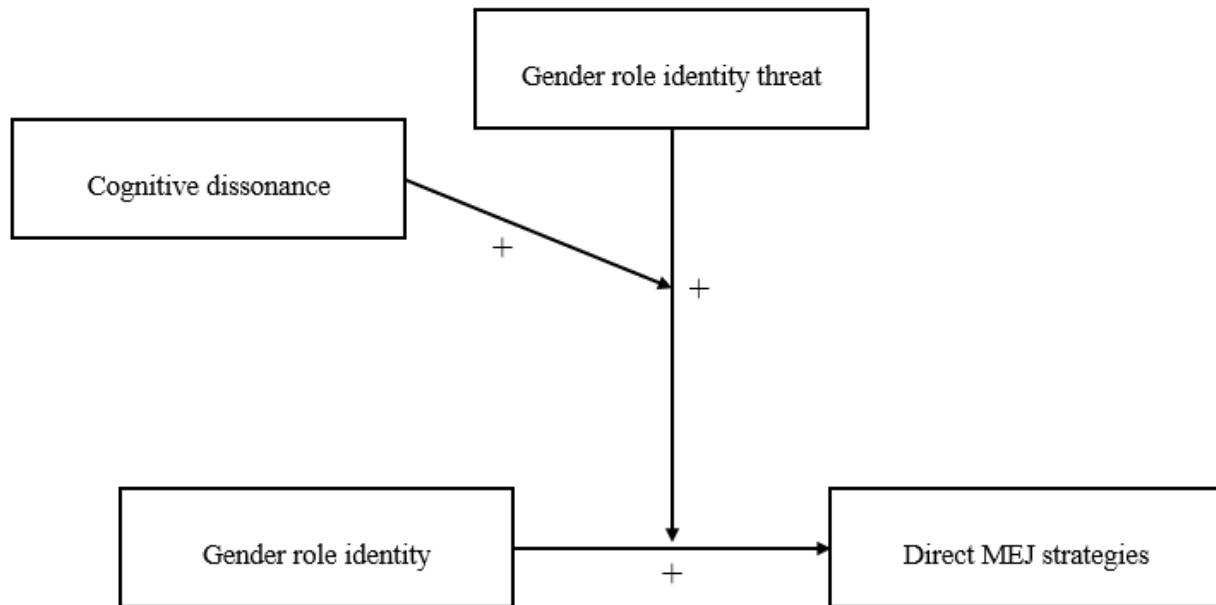 Gender role identity threat
Cognitive dissonance
+
+
Gender role identity
+
Direct MEJ strategies